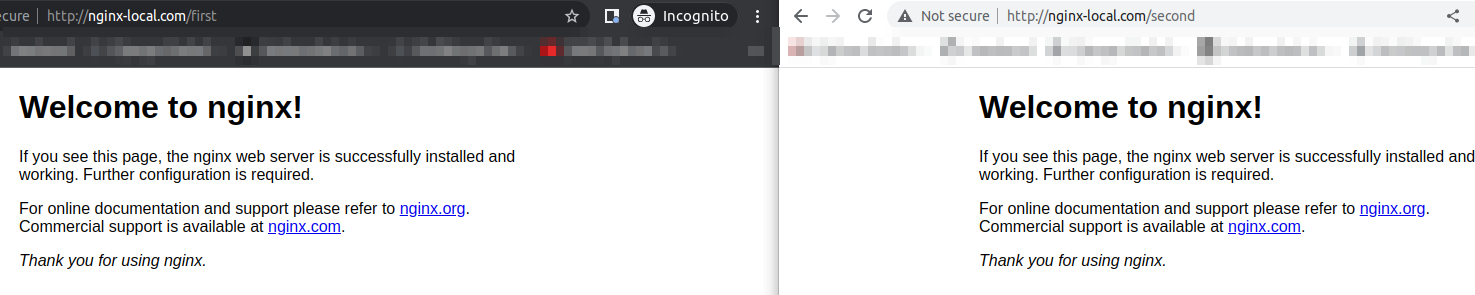 ecure
http://nginx-local.com/first
Incognito
Welcome to nginx!
If you see this page, the nginx web server is successfully installed and
working. Further configuration is required.
For online documentation and support please refer to nginx.org.
Commercial support is available at nginx.com.
Thank you for using nginx.
Not secure
http://nginx-local.com/second
Welcome to nginx!
If you see this page, the nginx web server is successfully installed and
working. Further configuration is required.
For online documentation and support please refer to nginx.org.
Commercial support is available at nginx.com.
Thank you for using nginx.